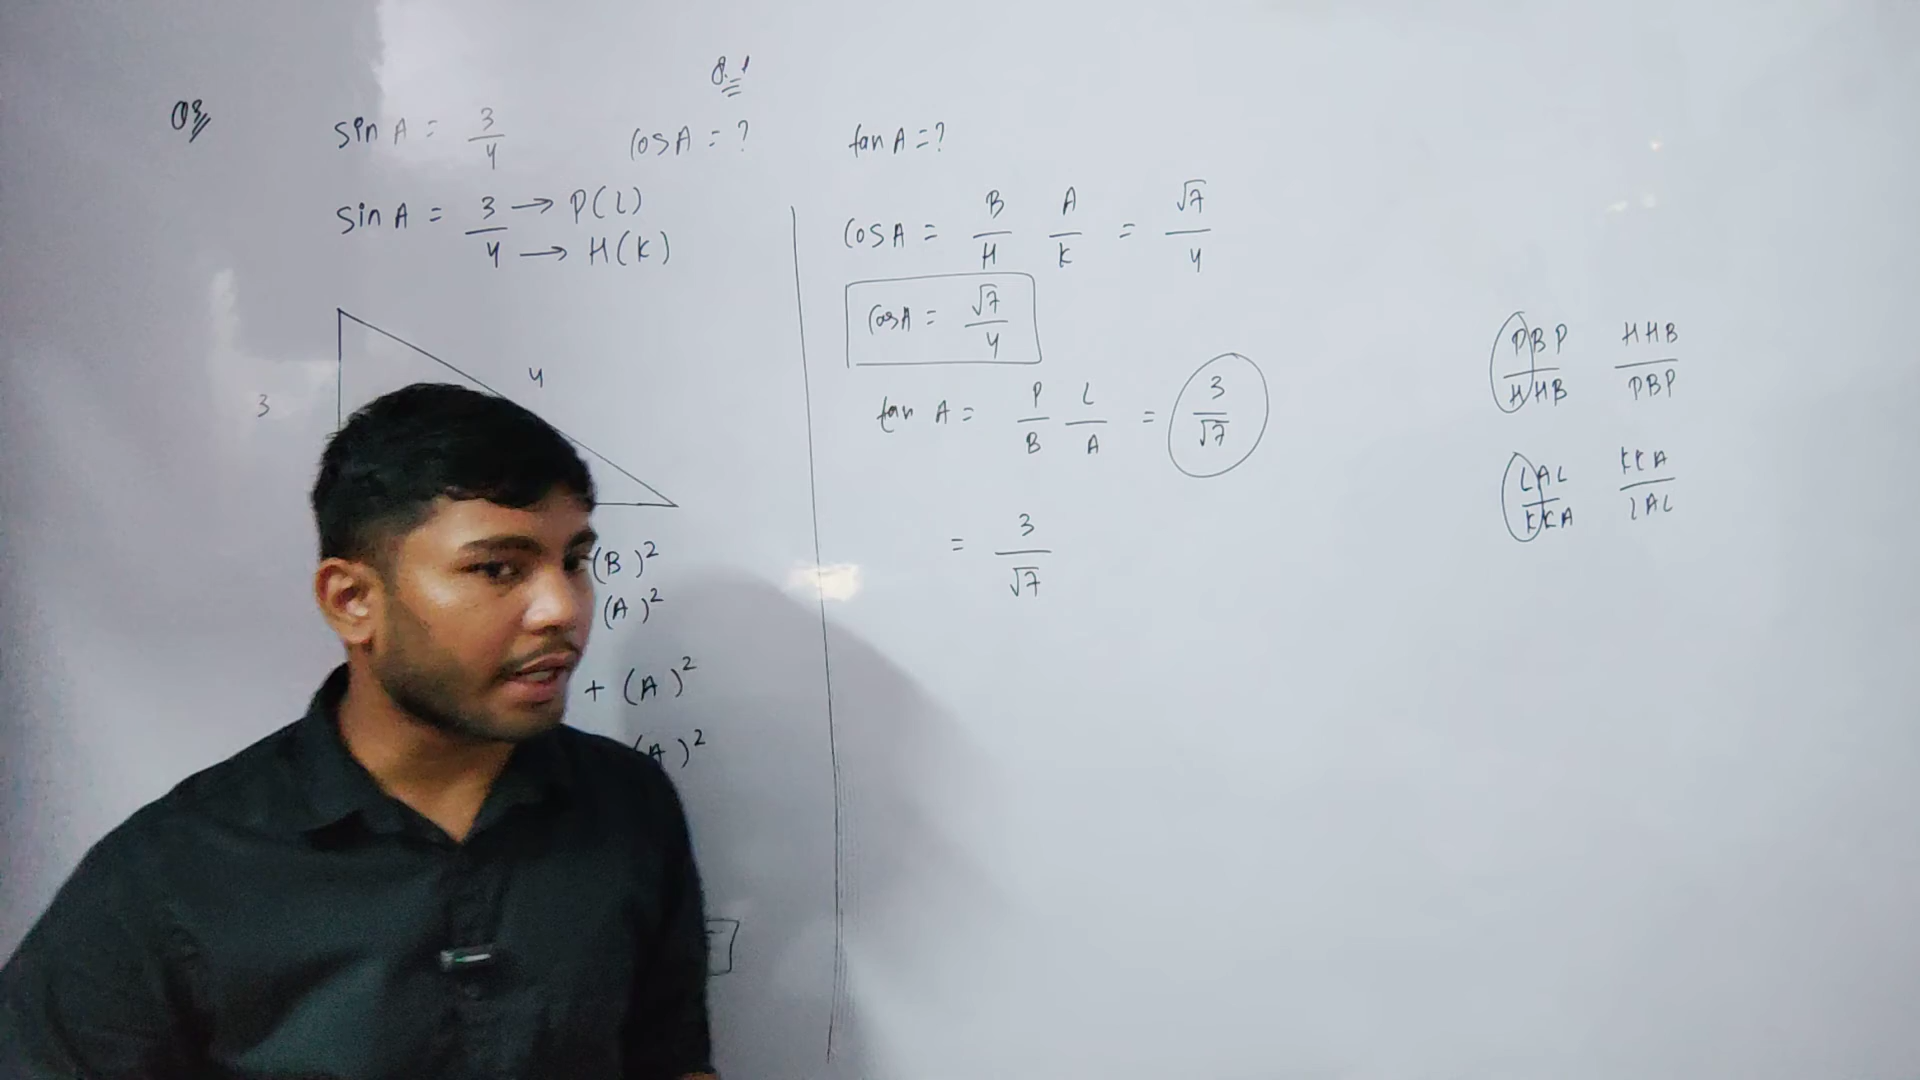 8.1
Q3 sin A = 3/4 cos A = ? tan A = ?
sin A = 3/4 → P(L)
→ H(K)
3
4
(B)²
(A)²
+ (A)²
(A)²
cos A = B/H A/K = √7/4
cos A = √7/4
tan A = P/B L/A = 3/√7
= 3/√7
PBP HHB
HHB PBP
LAL KKA
KKA LAL